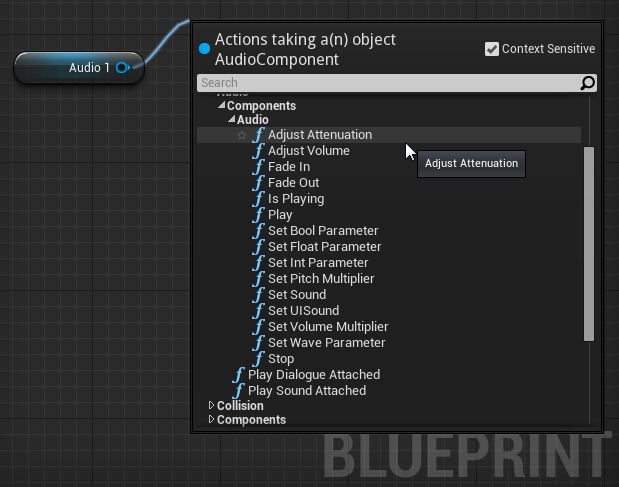 Audio 1
Actions taking a(n) object
AudioComponent
Context Sensitive
Search
Audio
Components
Audio
Adjust Attenuation
Adjust Attenuation
Adjust Volume
Fade In
Fade Out
Is Playing
Play
Set Bool Parameter
Set Float Parameter
Set Int Parameter
Set Pitch Multiplier
Set Sound
Set UISound
Set Volume Multiplier
Set Wave Parameter
Stop
Play Dialogue Attached
Play Sound Attached
Collision
Components
BLUEPRINT